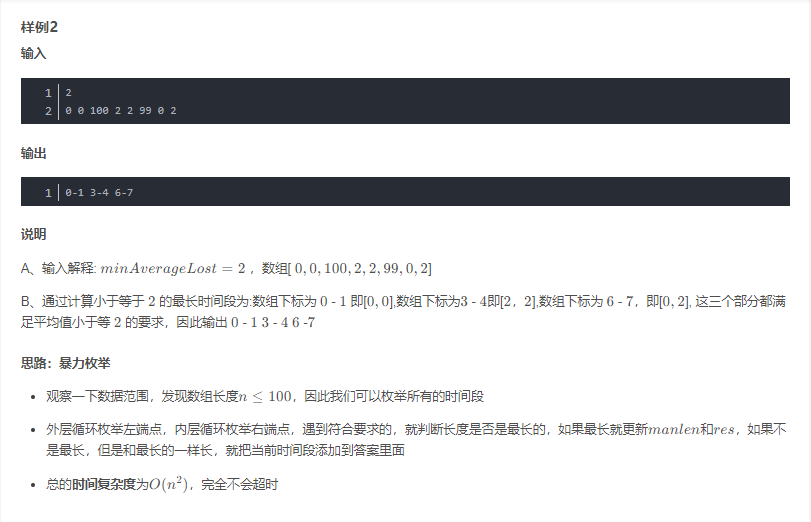 样例2
输入
1 2
2 0 0 100 2 2 99 0 2
输出
1 0-1 3-4 6-7
说明
A、输入解释: minAverageLost = 2 ，数组[ 0, 0, 100, 2, 2, 99, 0, 2]
B、通过计算小于等于 2 的最长时间段为:数组下标为 0 - 1 即[0, 0],数组下标为3 - 4即[2，2],数组下标为 6 - 7，即[0, 2], 这三个部分都满
足平均值小于等 2 的要求，因此输出 0 - 1 3 - 4 6 -7
思路：暴力枚举
• 观察一下数据范围，发现数组长度n ≤ 100，因此我们可以枚举所有的时间段
• 外层循环枚举左端点，内层循环枚举右端点，遇到符合要求的，就判断长度是否是最长的，如果最长就更新manlen和res，如果不
是最长，但是和最长的一样长，就把当前时间段添加到答案里面
• 总的时间复杂度为O(n²)，完全不会超时